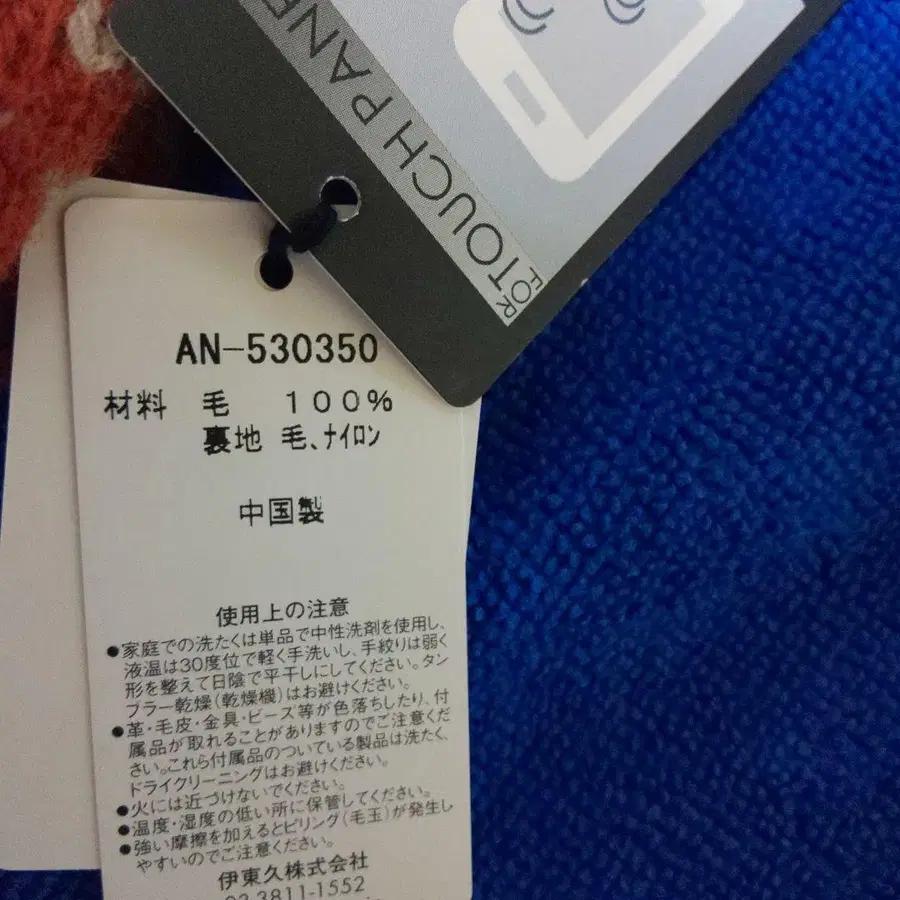 FOR
TOUCH PANE
AN-530350
材料 毛 100%
裏地 毛、ナイロン
中国製
使用上の注意
●家庭での洗たくは単品で中性洗剤を使用し、
液温は30度位で軽く手洗いし、手絞りは弱く
形を整えて日陰で平干しにしてください。タン
ブラー乾燥(乾燥機)はお避けください。
●革・毛皮・金具・ビーズ等が色落ちしたり、付
属品が取れることがありますのでご注意くだ
さい。これら付属品のついている製品は洗たく、
ドライクリーニングはお避けください。
●火には近づけないでください。
●温度・湿度の低い所に保管してください。
●強い摩擦を加えるとピリング(毛玉)が発生し
やすいのでご注意ください。
伊東久株式会社
03-3811-1552